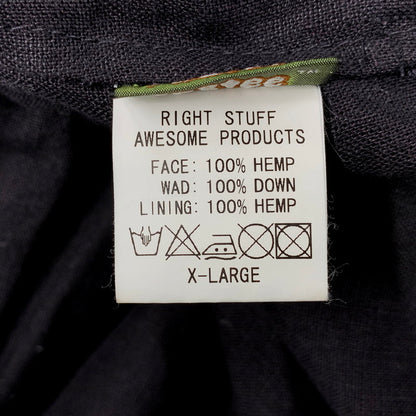 RIGHT STUFF
AWESOME PRODUCTS
FACE: 100% HEMP
WAD: 100% DOWN
LINING: 100% HEMP
X-LARGE